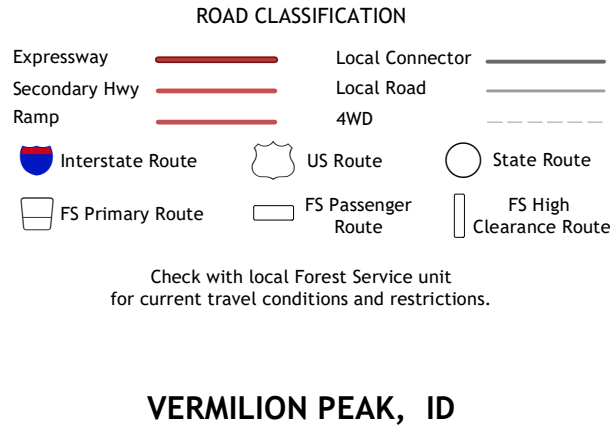 ROAD CLASSIFICATION
Expressway
Local Connector
Secondary Hwy
Local Road
Ramp
4WD
Interstate Route
US Route
State Route
FS Primary Route
FS Passenger
Route
FS High
Clearance Route
Check with local Forest Service unit
for current travel conditions and restrictions.
VERMILION PEAK, ID